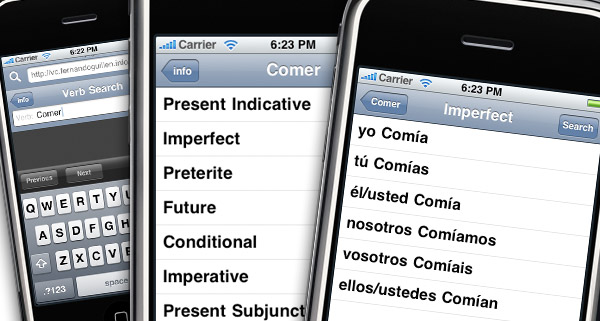 Carrier 6:22 PM
http://vc.fernandoguillen.info
Info
Verb Search
Verb: Comer
Previous Next
Q W E R T Y U
A S D F G H
Z X C V
.?123 space
Carrier 6:23 PM
Info Comer
Present Indicative
Imperfect
Preterite
Future
Conditional
Imperative
Present Subjunct
Carrier 6:23 PM
Comer Imperfect Search
yo Comía
tú Comías
él/usted Comía
nosotros Comíamos
vosotros Comíais
ellos/ustedes Comían